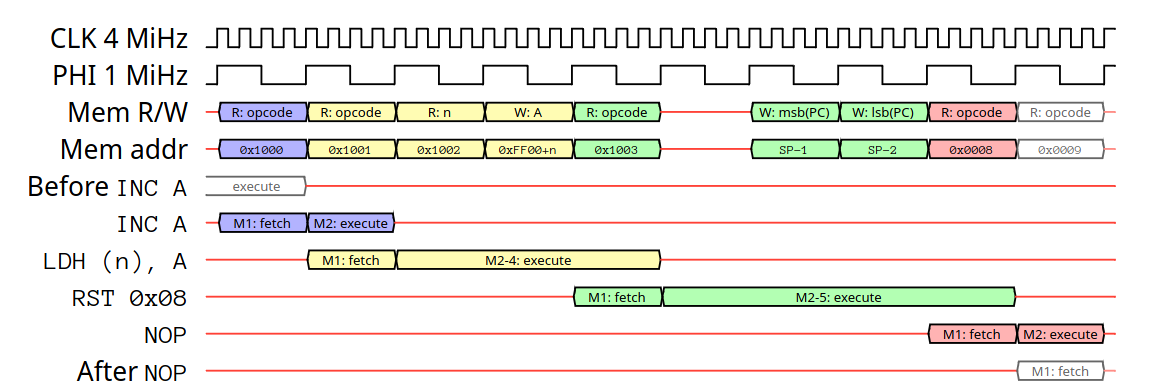 CLK 4 MiHz
PHI 1 MiHz
Mem R/W R: opcode R: opcode R: n W: A R: opcode W: msb(PC) W: lsb(PC) R: opcode R: opcode
Mem addr 0x1000 0x1001 0x1002 0xFF00+n 0x1003 SP-1 SP-2 0x0008 0x0009
Before INC A execute
INC A M1: fetch M2: execute
LDH (n), A M1: fetch M2-4: execute
RST 0x08 M1: fetch M2-5: execute
NOP M1: fetch M2: execute
After NOP M1: fetch